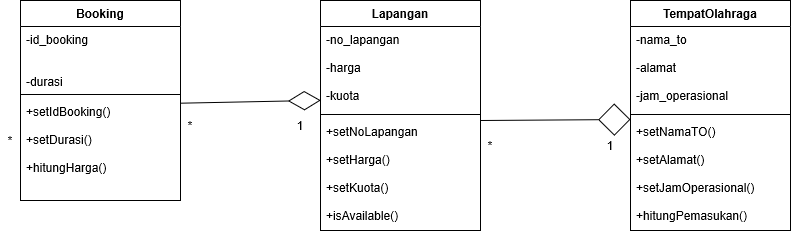 Booking
-id_booking
-durasi
+setIdBooking()
+setDurasi()
+hitungHarga()
*
*
1
Lapangan
-no_lapangan
-harga
-kuota
+setNoLapangan
+setHarga()
+setKuota()
+isAvailable()
*
1
TempatOlahraga
-nama_to
-alamat
-jam_operasional
+setNamaTO()
+setAlamat()
+setJamOperasional()
+hitungPemasukan()